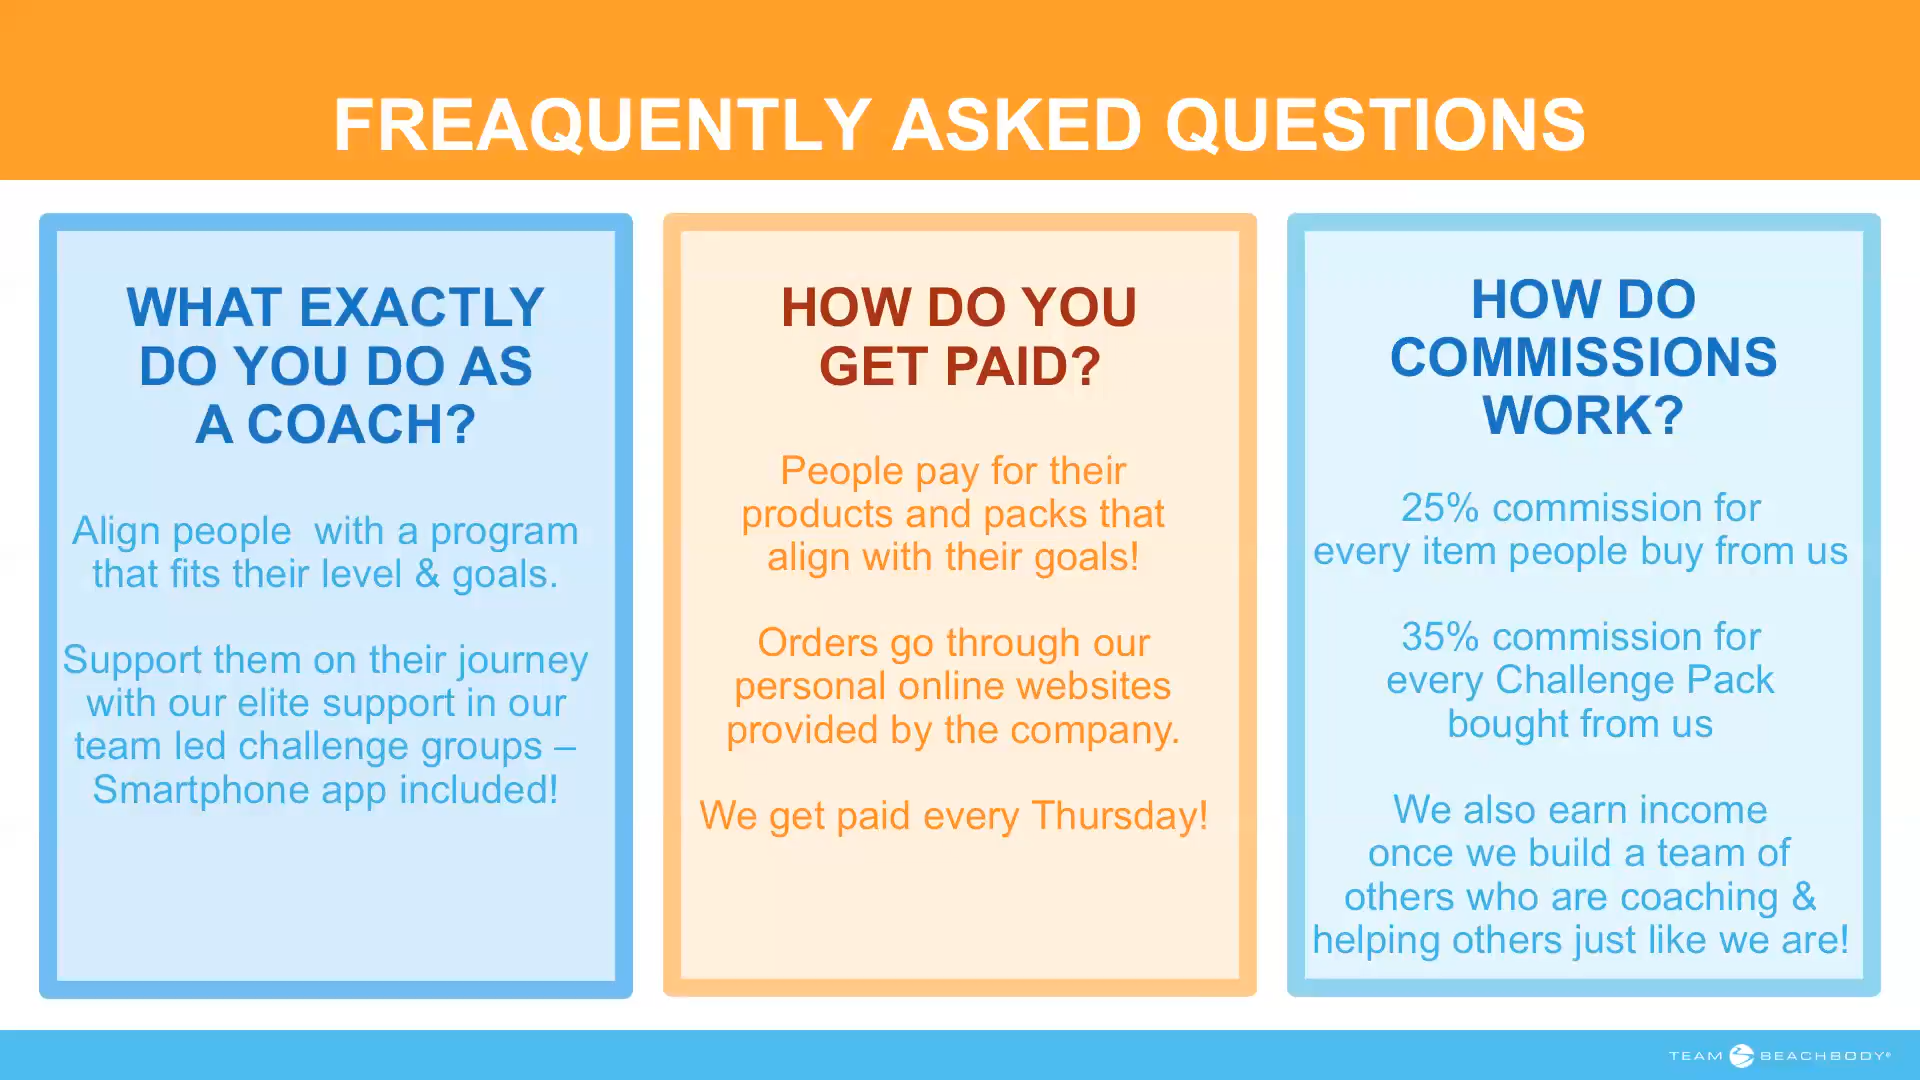 FREAQUENTLY ASKED QUESTIONS
WHAT EXACTLY
DO YOU DO AS
A COACH?
Align people  with a program
that fits their level & goals.
Support them on their journey
with our elite support in our
team led challenge groups –
Smartphone app included!
HOW DO YOU
GET PAID?
People pay for their
products and packs that
align with their goals!
Orders go through our
personal online websites
provided by the company.
We get paid every Thursday!
HOW DO
COMMISSIONS
WORK?
25% commission for
every item people buy from us
35% commission for
every Challenge Pack
bought from us
We also earn income
once we build a team of
others who are coaching &
helping others just like we are!
TEAM BEACHBODY®